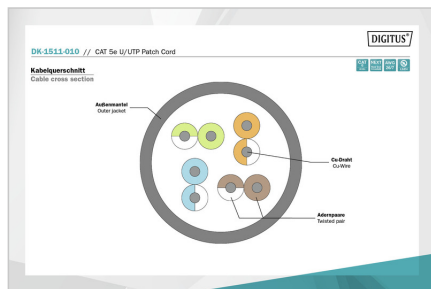 DIGITUS®
DK-1511-010 // CAT 5e U/UTP Patch Cord
Kabelquerschnitt
Cable cross section
Außenmantel
Outer jacket
Cu-Draht
Cu-Wire
Adernpaare
Twisted pair